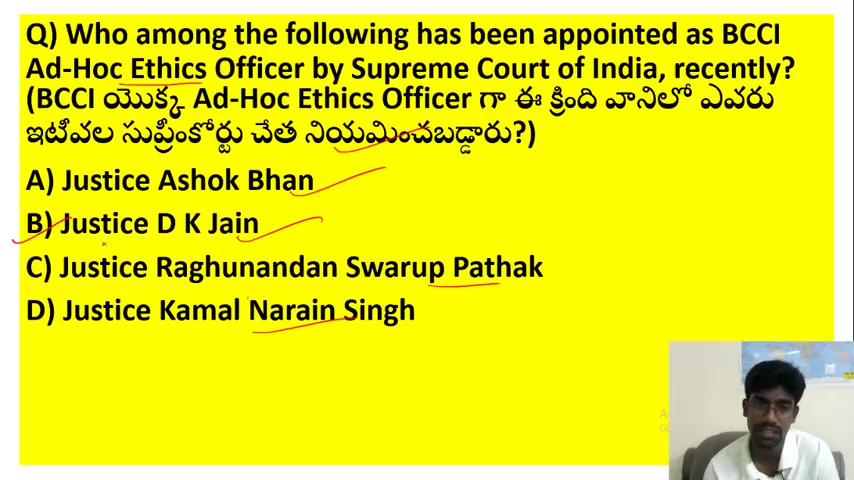 Q) Who among the following has been appointed as BCCI
Ad-Hoc Ethics Officer by Supreme Court of India, recently?
(BCCI యొక్క Ad-Hoc Ethics Officer గా ఈ క్రింది వానిలో ఎవరు
ఇటీవల సుప్రీంకోర్టు చేత నియమించబడ్డారు?)
A) Justice Ashok Bhan
B) Justice D K Jain
C) Justice Raghunandan Swarup Pathak
D) Justice Kamal Narain Singh